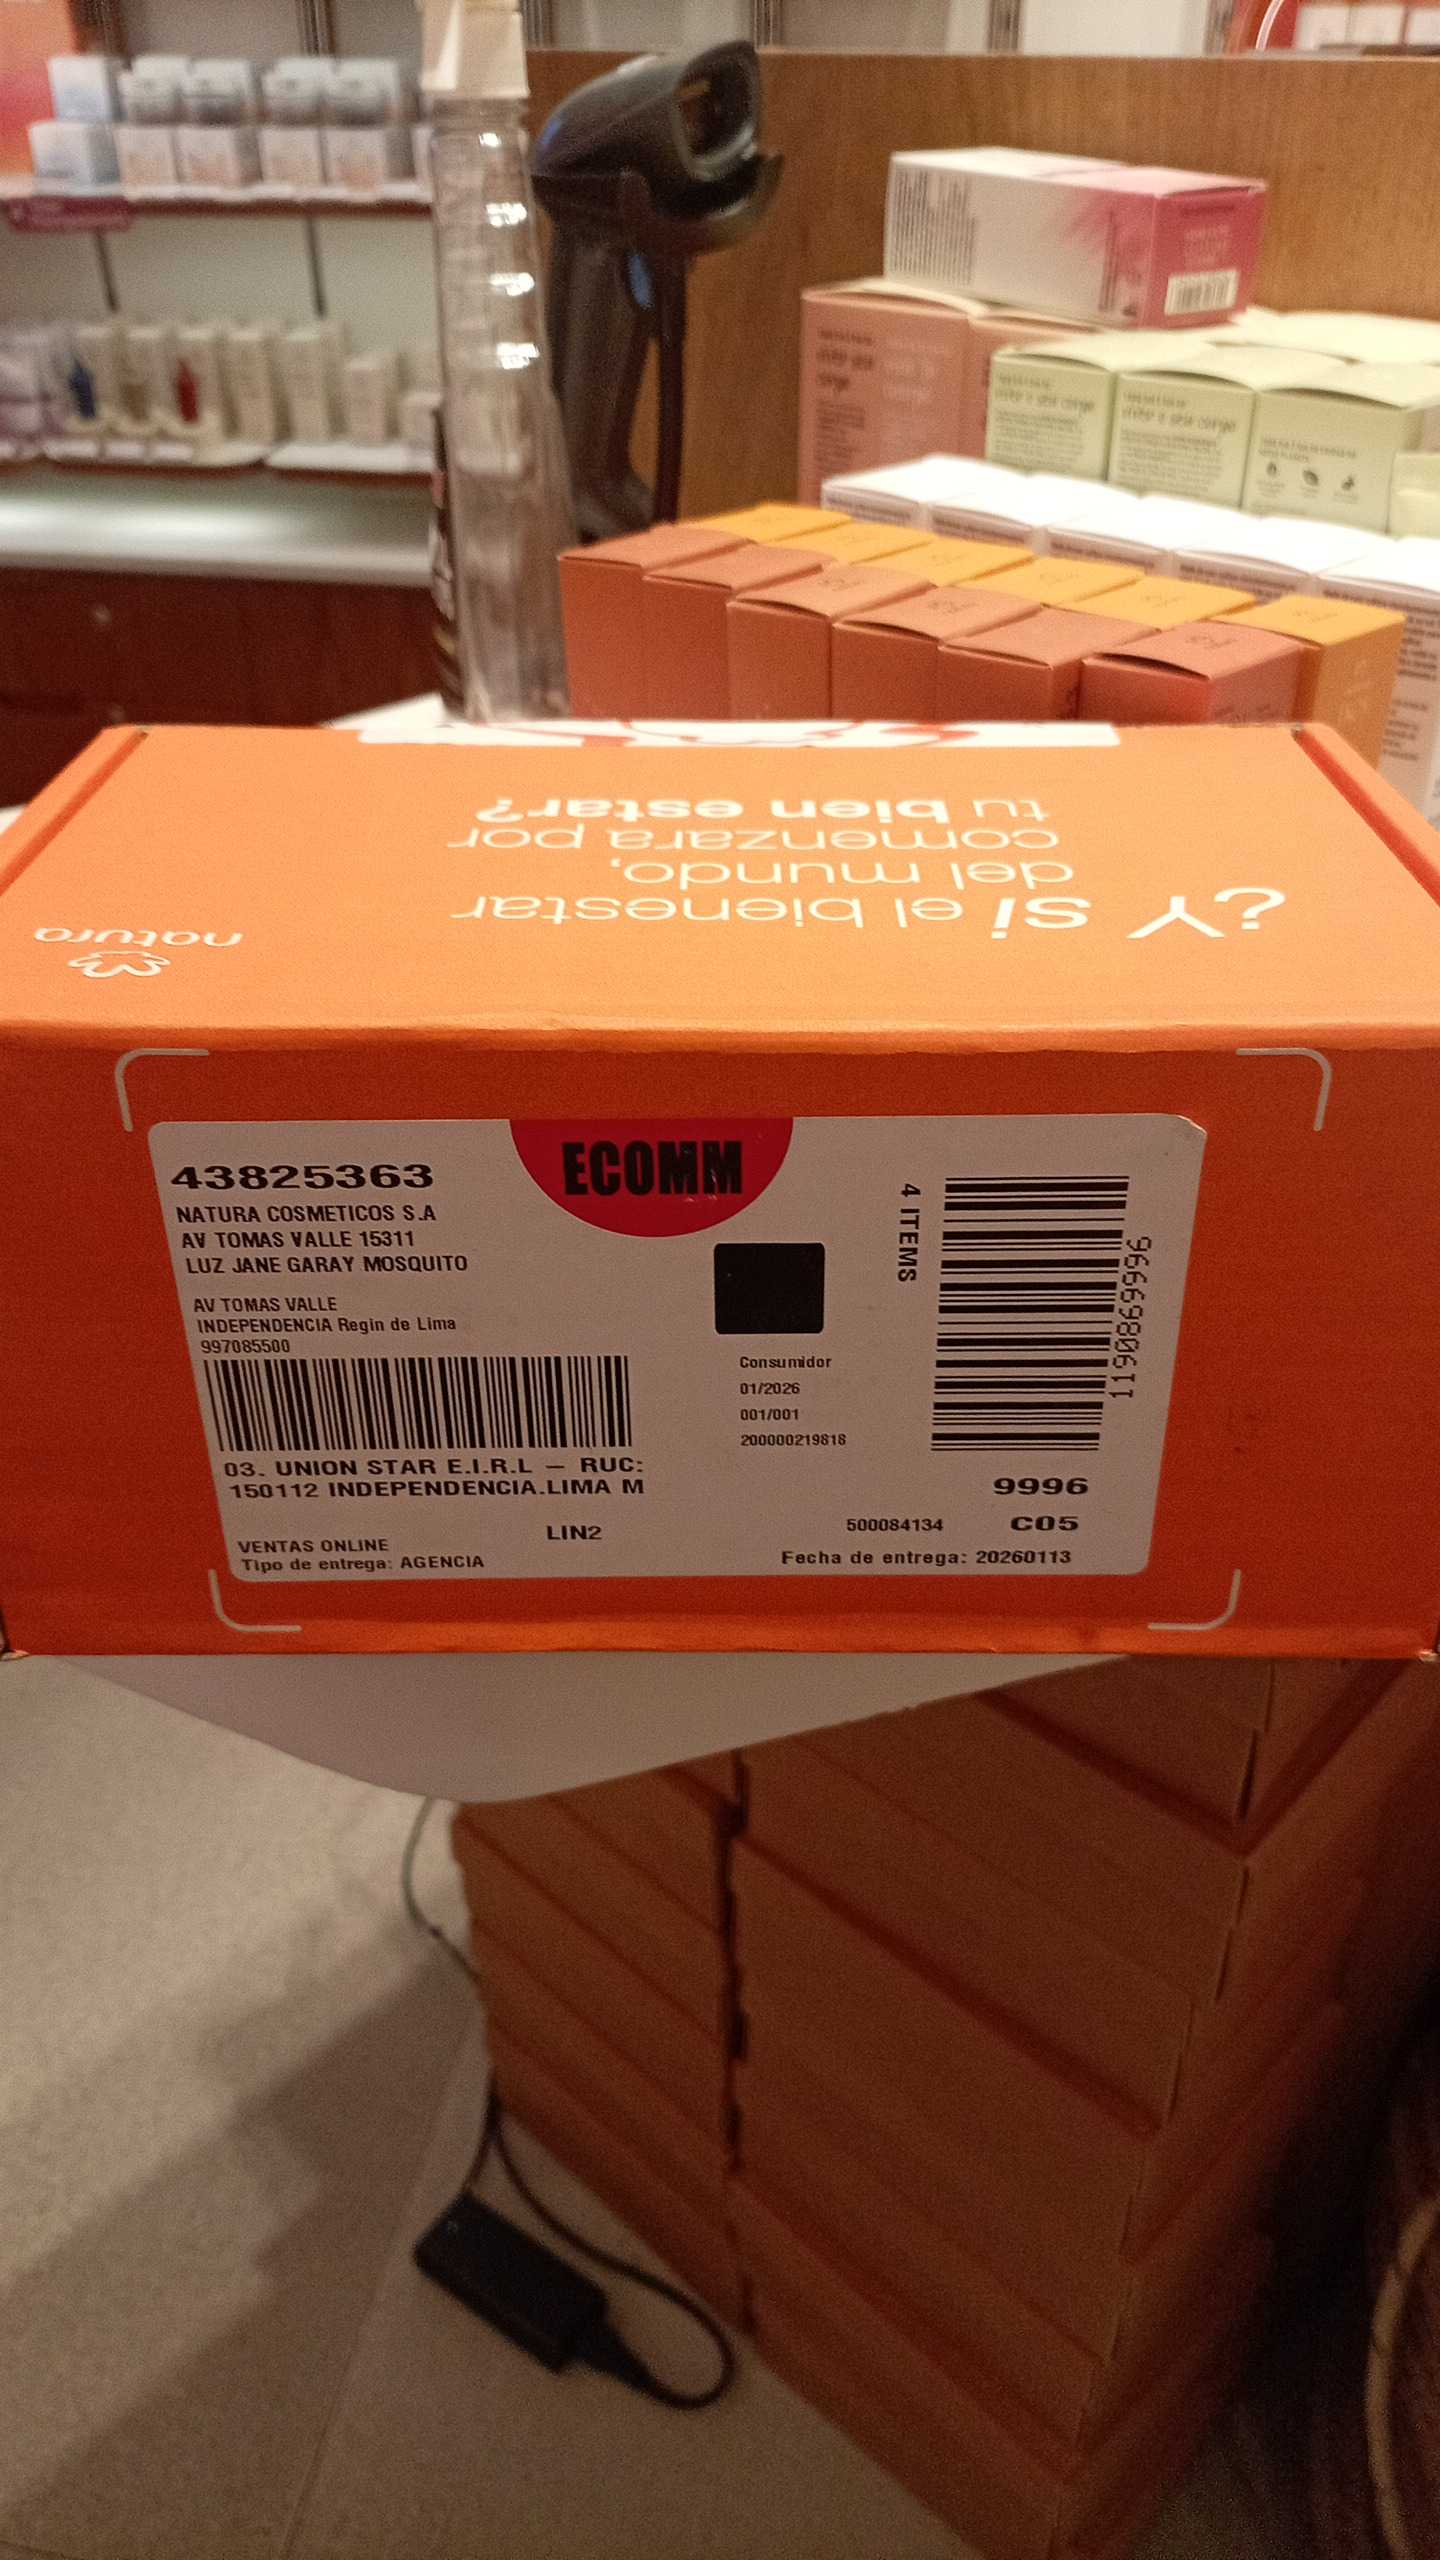 ¿Y si el bienestar
del mundo,
comenzara por
tu bien estar?
natura
ECOMM
43825363
NATURA COSMETICOS S.A
AV TOMAS VALLE 15311
LUZ JANE GARAY MOSQUITO
AV TOMAS VALLE
INDEPENDENCIA Regin de Lima
997085500
03. UNION STAR E.I.R.L – RUC:
150112 INDEPENDENCIA.LIMA M
VENTAS ONLINE
LIN2
Tipo de entrega: AGENCIA
Consumidor
01/2026
001/001
200000219818
4 ITEMS
1190869996
9996
500084134
C05
Fecha de entrega: 20260113